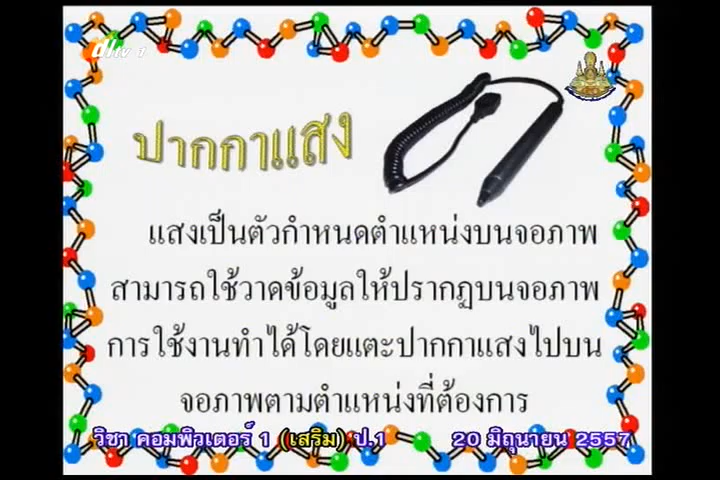 dltv 1
ปากกาแสง
แสงเป็นตัวกำหนดตำแหน่งบนจอภาพ
สามารถใช้วาดข้อมูลให้ปรากฏบนจอภาพ
การใช้งานทำได้โดยแตะปากกาแสงไปบน
จอภาพตามตำแหน่งที่ต้องการ
วิชา คอมพิวเตอร์ 1 (เสริม) ป.1 20 มิถุนายน 2557